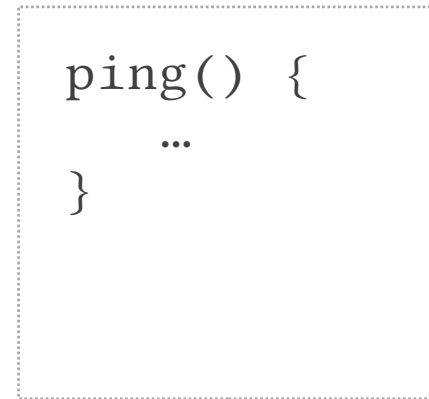 ping() {
…
}